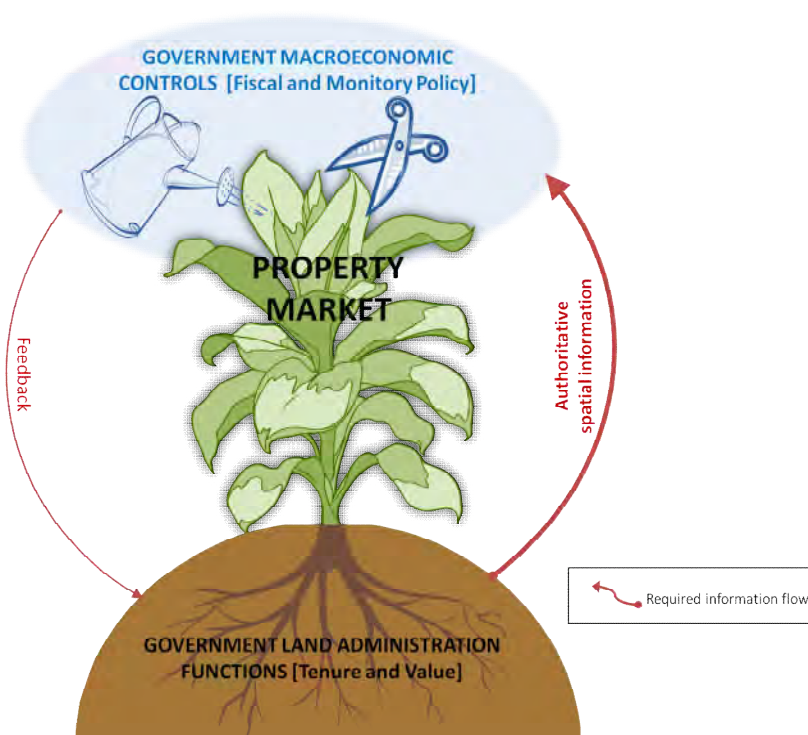 GOVERNMENT MACROECONOMIC
CONTROLS [Fiscal and Monitory Policy]
PROPERTY
MARKET
Feedback
Authoritative
spatial information
Required information flow
GOVERNMENT LAND ADMINISTRATION
FUNCTIONS [Tenure and Value]